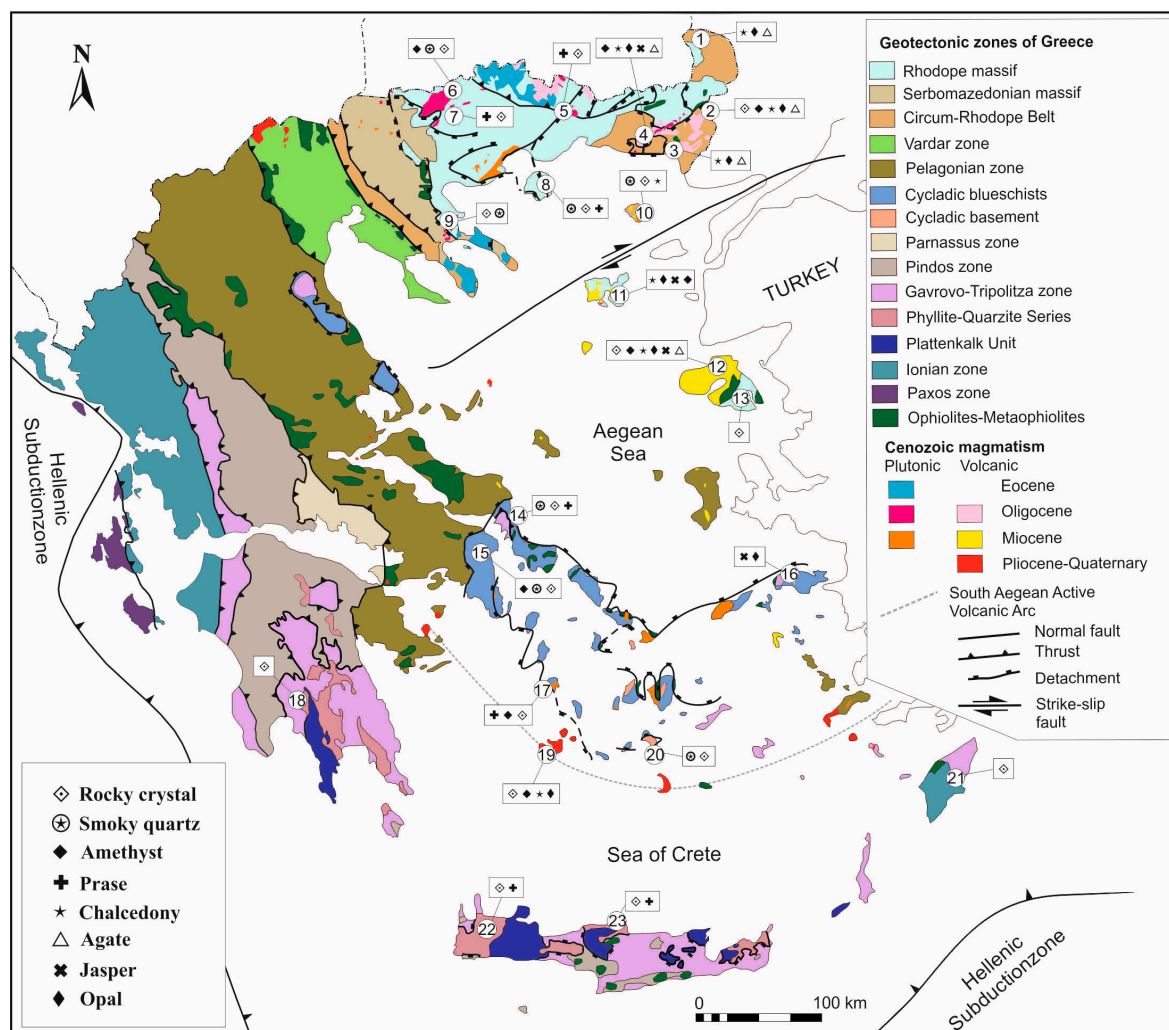 N
1
2
3
4
5
6
7
8
9
10
11
12
13
14
15
16
17
18
19
20
21
22
23
TURKEY
Aegean
Sea
Sea of Crete
Hellenic
Subductionzone
Hellenic
Subductionzone
0 100 km
Geotectonic zones of Greece
Rhodope massif
Serbomazedonian massif
Circum-Rhodope Belt
Vardar zone
Pelagonian zone
Cycladic blueschists
Cycladic basement
Parnassus zone
Pindos zone
Gavrovo-Tripolitza zone
Phyllite-Quarzite Series
Plattenkalk Unit
Ionian zone
Paxos zone
Ophiolites-Metaophiolites
Cenozoic magmatism
Plutonic Volcanic
Eocene
Oligocene
Miocene
Pliocene-Quaternary
South Aegean Active
Volcanic Arc
Normal fault
Thrust
Detachment
Strike-slip
fault
Rocky crystal
Smoky quartz
Amethyst
Prase
Chalcedony
Agate
Jasper
Opal